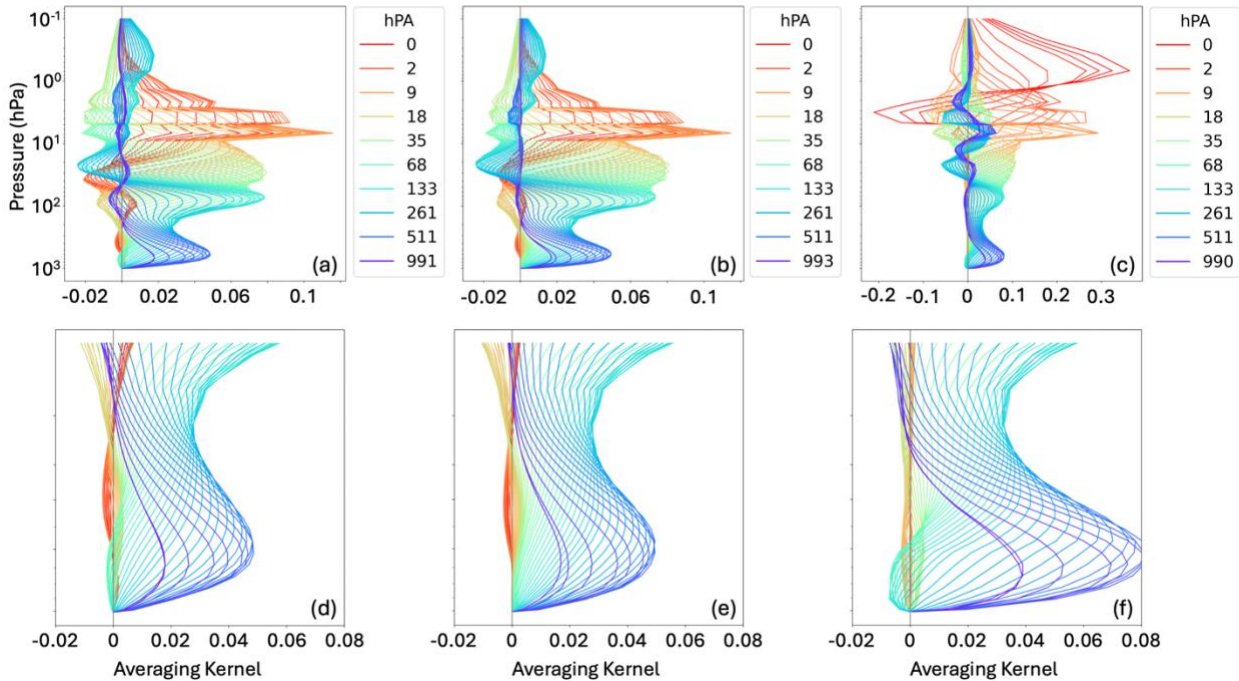 hPA
0
2
9
18
35
68
133
261
511
991
hPA
0
2
9
18
35
68
133
261
511
993
hPA
0
2
9
18
35
68
133
261
511
990
Pressure (hPa)
10-1
100
101
102
103
(a)
(b)
(c)
-0.02 0.02 0.06 0.1
-0.02 0.02 0.06 0.1
-0.2 -0.1 0 0.1 0.2 0.3
(d)
(e)
(f)
-0.02 0 0.02 0.04 0.06 0.08
-0.02 0 0.02 0.04 0.06 0.08
-0.02 0 0.02 0.04 0.06 0.08
Averaging Kernel
Averaging Kernel
Averaging Kernel